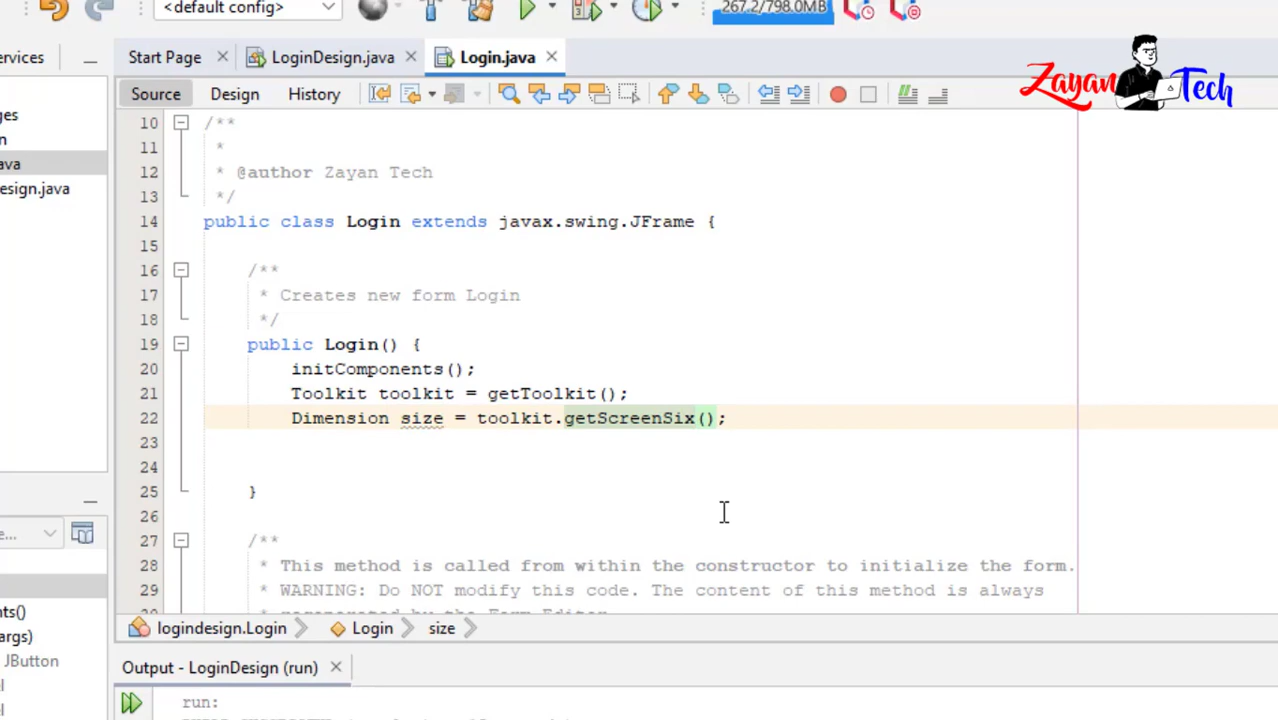 <default config>
267.2/798.0MB
ervices
Start Page
LoginDesign.java
Login.java
Zayan Tech
Source
Design
History
ava
esign.java
10 /**
11 *
12 * @author Zayan Tech
13 */
14 public class Login extends javax.swing.JFrame {
15
16 /**
17 * Creates new form Login
18 */
19 public Login() {
20 initComponents();
21 Toolkit toolkit = getToolkit();
22 Dimension size = toolkit.getScreenSix();
23
24
25 }
26
27 /**
28 * This method is called from within the constructor to initialize the form.
29 * WARNING: Do NOT modify this code. The content of this method is always
logindesign.Login
Login
size
nts()
args)
JButton
Output - LoginDesign (run)
run: